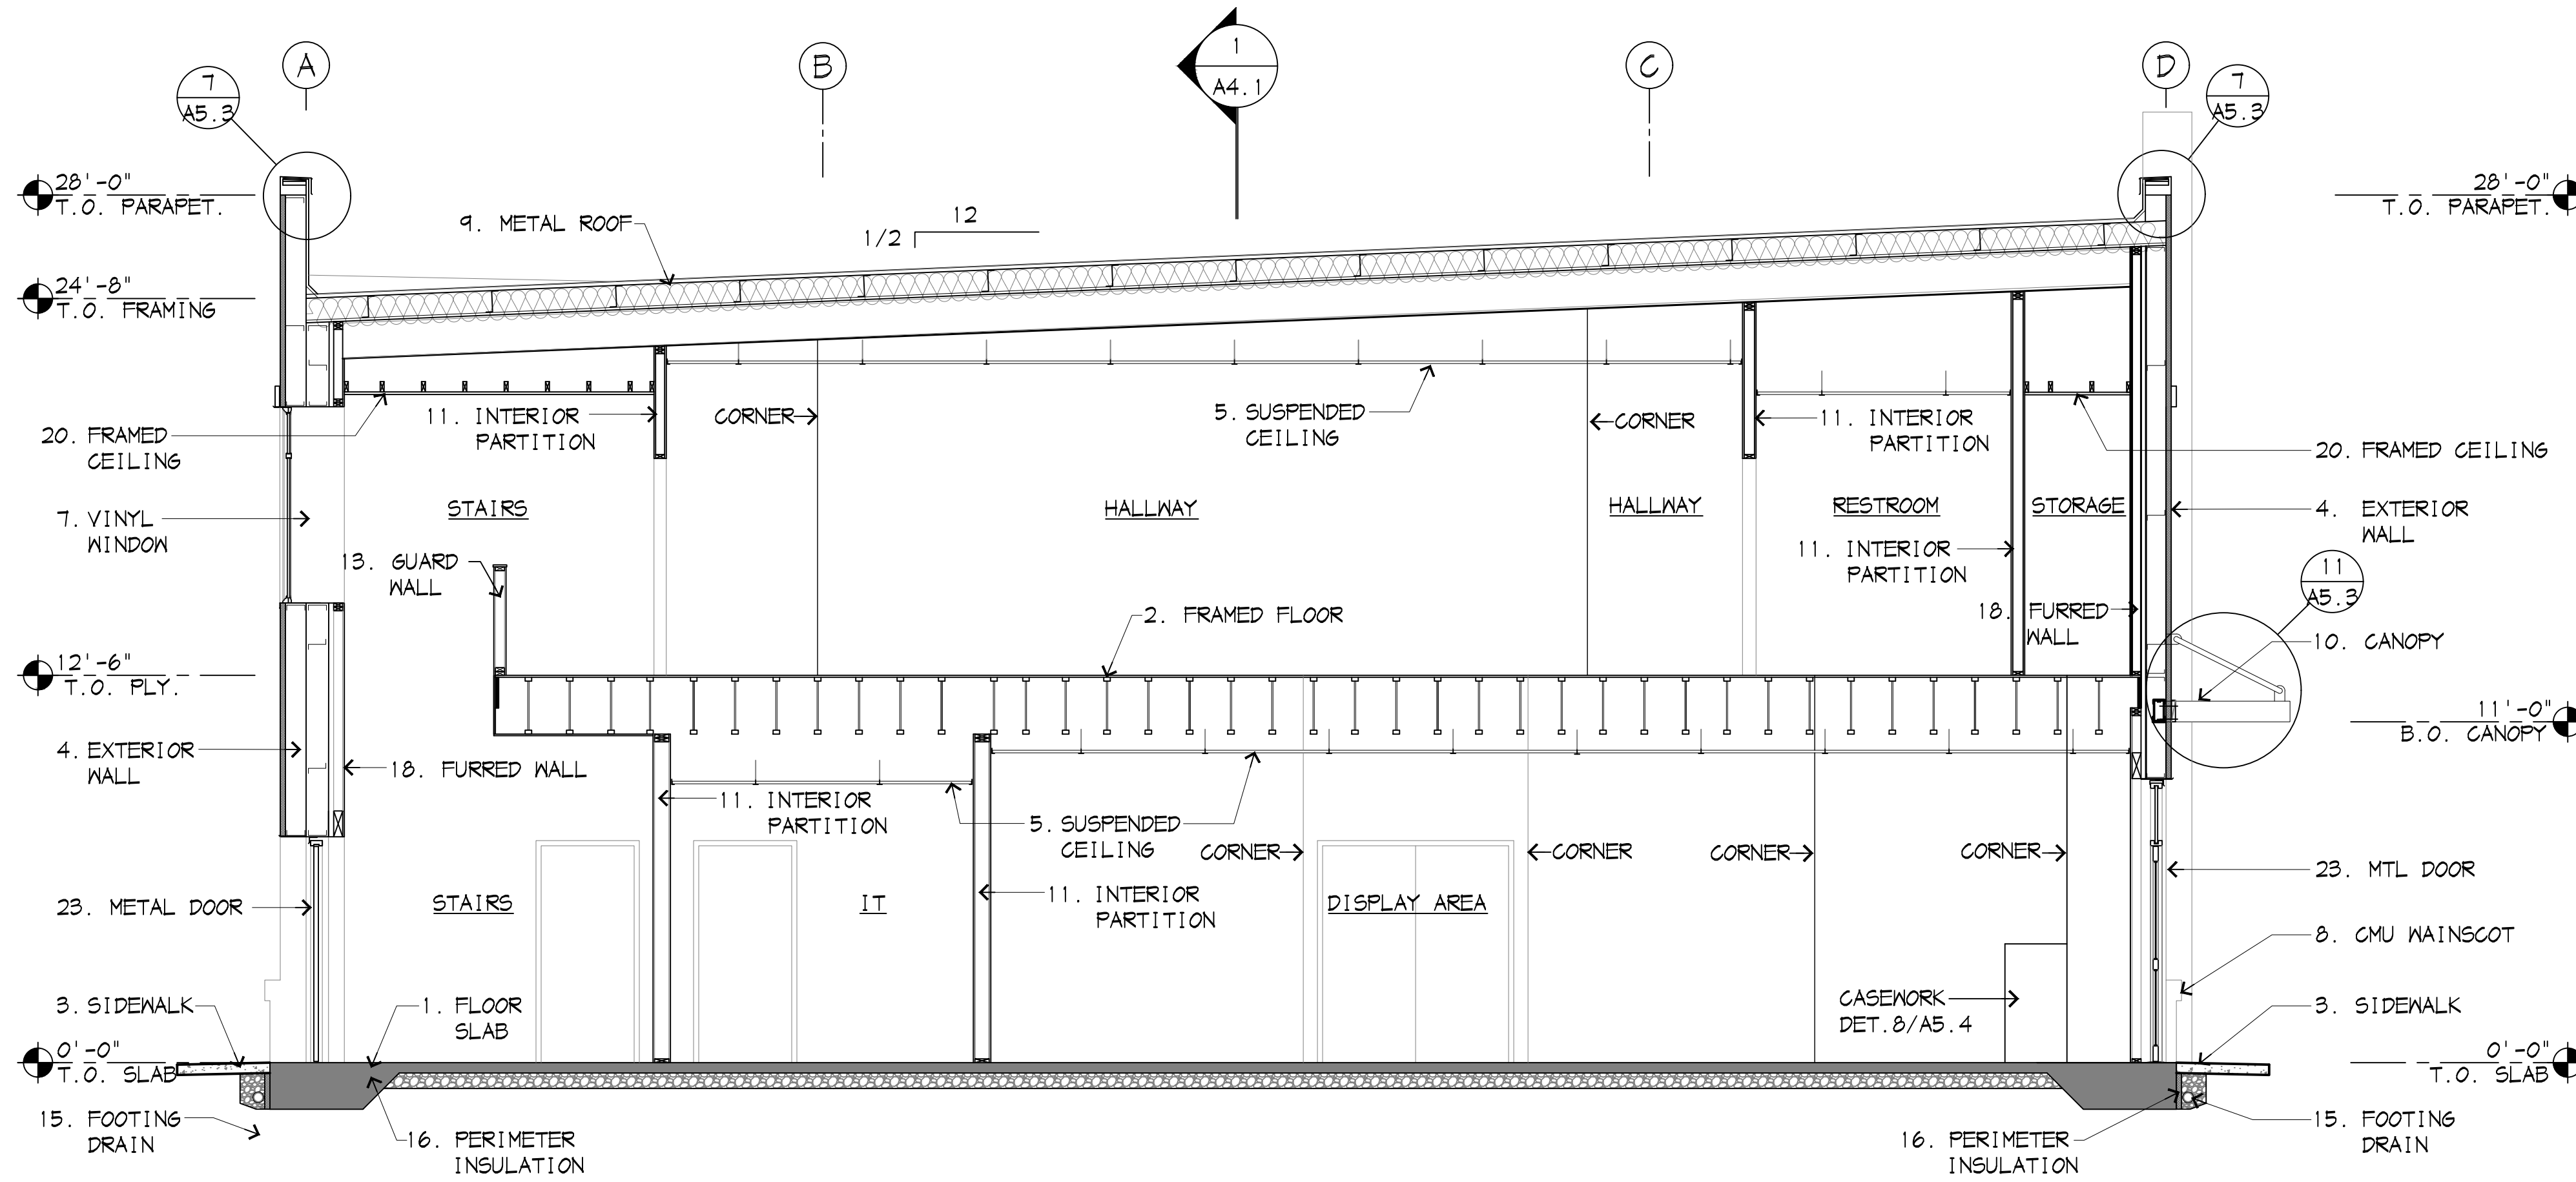 A
B
1
A4.1
C
D
7
A5.3
7
A5.3
28'-0"
T.O. PARAPET.
28'-0"
T.O. PARAPET.
9. METAL ROOF
12
1/2
24'-8"
T.O. FRAMING
11. INTERIOR
PARTITION
CORNER
5. SUSPENDED
CEILING
CORNER
11. INTERIOR
PARTITION
20. FRAMED
CEILING
20. FRAMED CEILING
7. VINYL
WINDOW
STAIRS
HALLWAY
HALLWAY
RESTROOM
STORAGE
4. EXTERIOR
WALL
13. GUARD
WALL
11. INTERIOR
PARTITION
11
A5.3
2. FRAMED FLOOR
18. FURRED
WALL
10. CANOPY
12'-6"
T.O. PLY.
11'-0"
B.O. CANOPY
4. EXTERIOR
WALL
18. FURRED WALL
11. INTERIOR
PARTITION
5. SUSPENDED
CEILING
CORNER
CORNER
CORNER
CORNER
23. MTL DOOR
23. METAL DOOR
STAIRS
IT
11. INTERIOR
PARTITION
DISPLAY AREA
8. CMU WAINSCOT
3. SIDEWALK
1. FLOOR
SLAB
CASEWORK
DET.8/A5.4
3. SIDEWALK
0'-0"
T.O. SLAB
0'-0"
T.O. SLAB
15. FOOTING
DRAIN
16. PERIMETER
INSULATION
16. PERIMETER
INSULATION
15. FOOTING
DRAIN